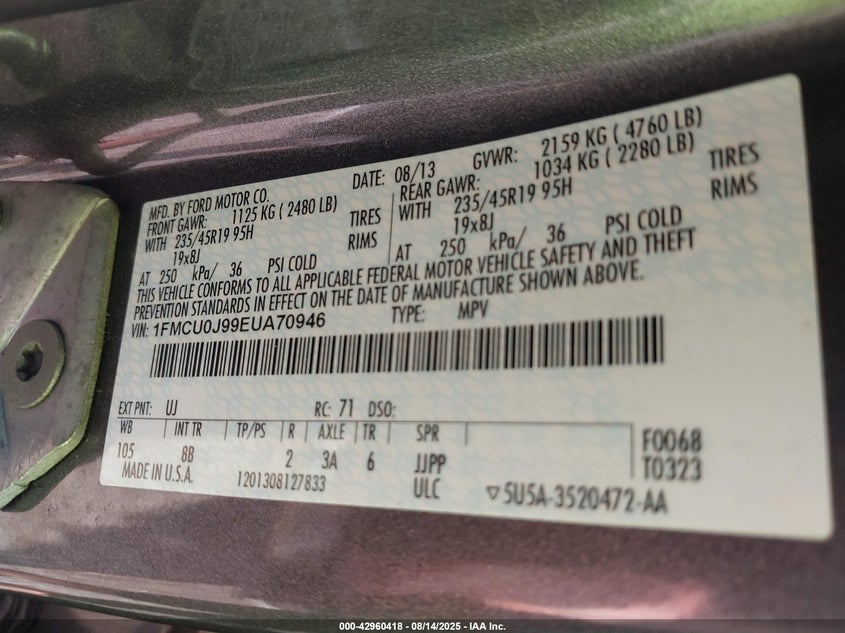 MFD. BY FORD MOTOR CO. DATE: 08/13 GVWR: 2159 KG ( 4760 LB)
FRONT GAWR: 1125 KG ( 2480 LB) REAR GAWR: 1034 KG ( 2280 LB)
WITH 235/45R19 95H TIRES WITH 235/45R19 95H TIRES
19x8J RIMS 19x8J RIMS
AT 250 kPa/ 36 PSI COLD AT 250 kPa/ 36 PSI COLD
THIS VEHICLE CONFORMS TO ALL APPLICABLE FEDERAL MOTOR VEHICLE SAFETY AND THEFT
PREVENTION STANDARDS IN EFFECT ON THE DATE OF MANUFACTURE SHOWN ABOVE.
VIN: 1FMCU0J99EUA70946 TYPE: MPV
EXT PNT: UJ RC: 71 DSO:
WB INT TR TP/PS R AXLE TR SPR F0068
105 8B 2 3A 6 JJPP T0323
MADE IN U.S.A. 1201308127833 ULC ▽5U5A-3520472-AA
000-42960418 - 08/14/2025 - IAA Inc.